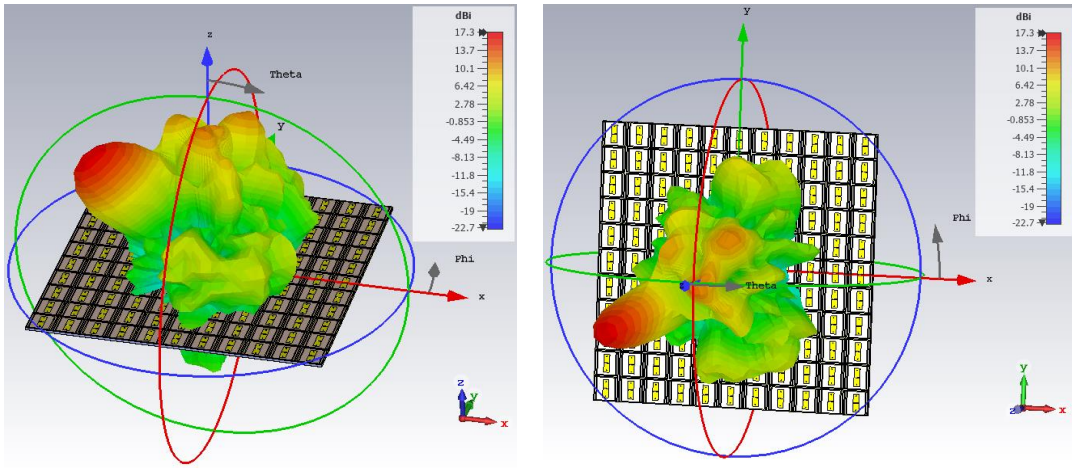 dBi
17.3
13.7
10.1
6.42
2.78
-0.853
-4.49
-8.13
-11.8
-15.4
-19
-22.7
z
Theta
y
Phi
x
z
y
x
dBi
17.3
13.7
10.1
6.42
2.78
-0.853
-4.49
-8.13
-11.8
-15.4
-19
-22.7
y
Phi
Theta
x
y
z
x